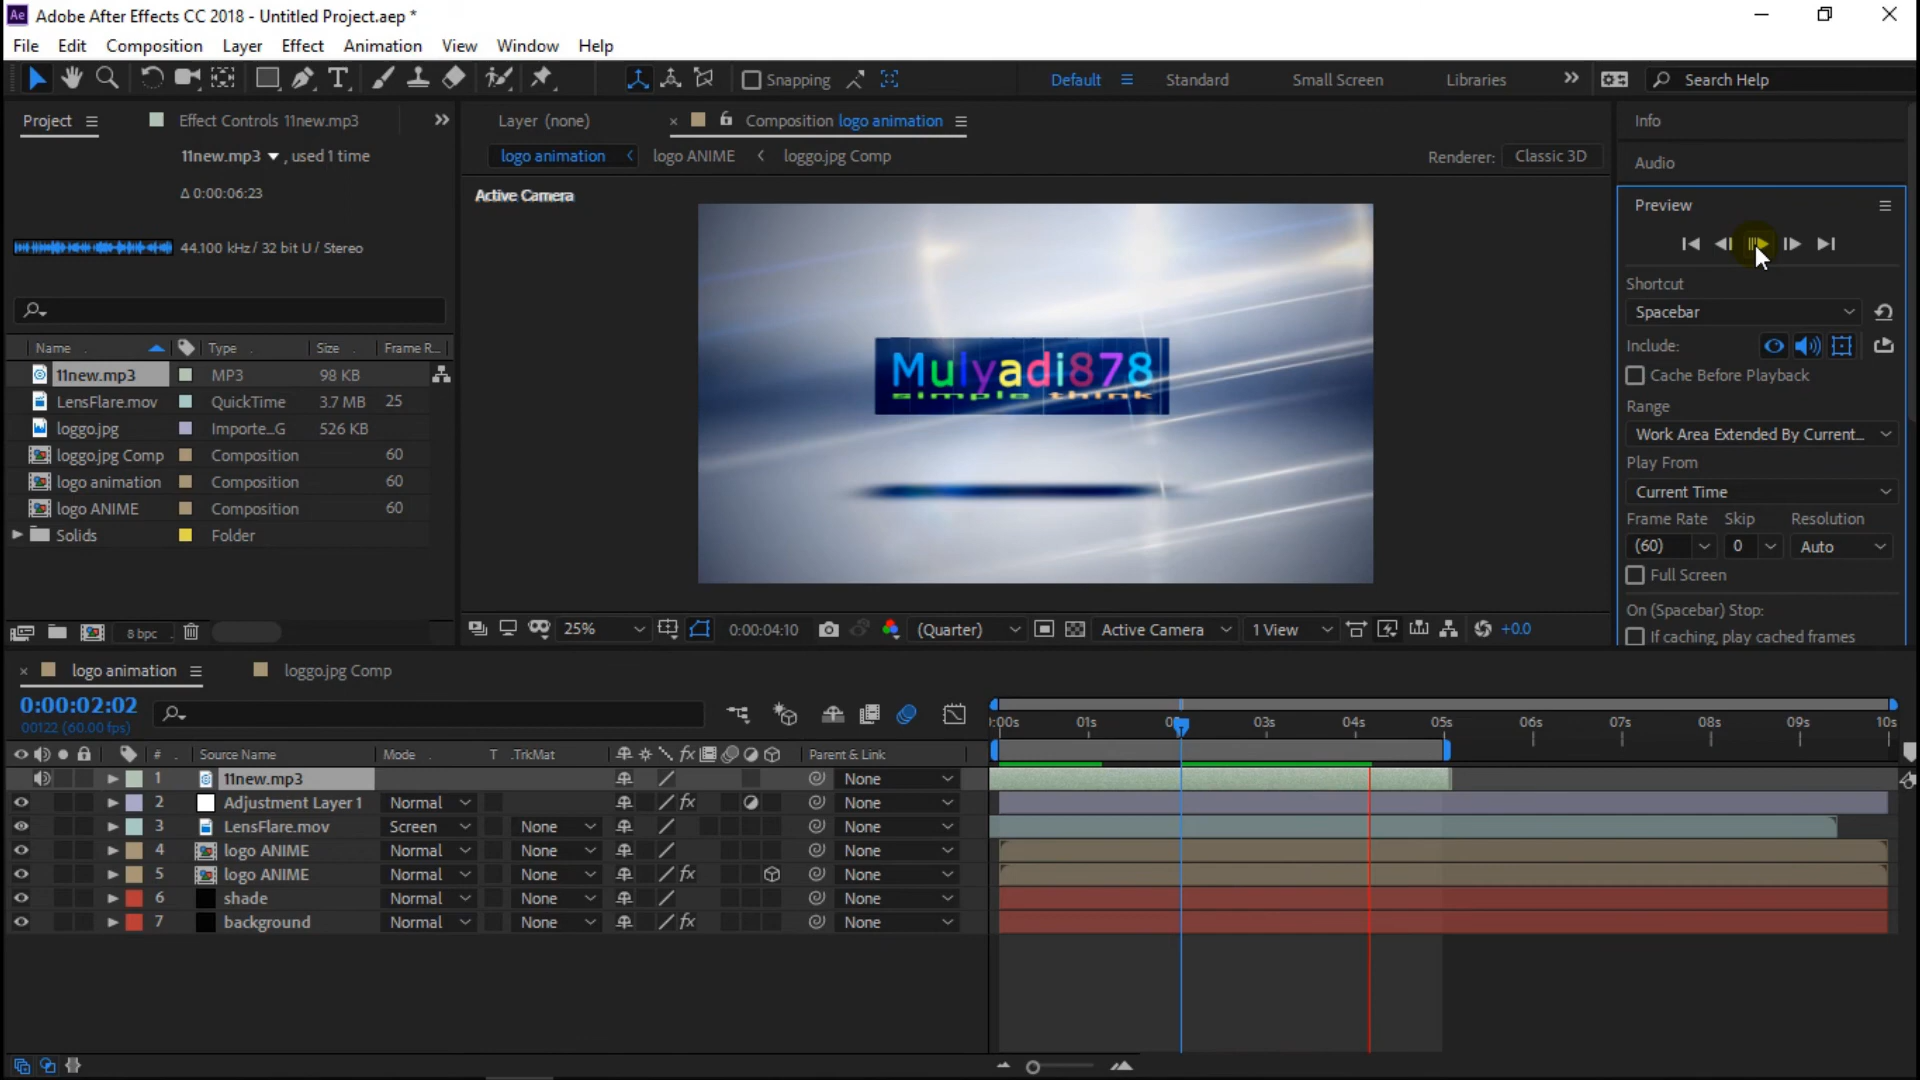 Ae Adobe After Effects CC 2018 - Untitled Project.aep *
File Edit Composition Layer Effect Animation View Window Help
Snapping Default Standard Small Screen Libraries Search Help
Project Effect Controls 11new.mp3
11new.mp3 , used 1 time
Δ 0:00:06:23
44.100 kHz / 32 bit U / Stereo
Name Type Size Frame R...
11new.mp3 MP3 98 KB
LensFlare.mov QuickTime 3.7 MB 25
loggo.jpg Importe...G 526 KB
loggo.jpg Comp Composition 60
logo animation Composition 60
logo ANIME Composition 60
Solids Folder
8 bpc
Layer (none) Composition logo animation
logo animation logo ANIME loggo.jpg Comp Renderer: Classic 3D
Active Camera
Mulyadi878
simple think
25% 0:00:04:10 (Quarter) Active Camera 1 View +0.0
Info
Audio
Preview
Shortcut
Spacebar
Include:
Cache Before Playback
Range
Work Area Extended By Current...
Play From
Current Time
Frame Rate Skip Resolution
(60) 0 Auto
Full Screen
On (Spacebar) Stop:
If caching, play cached frames
logo animation loggo.jpg Comp
0:00:02:02
00122 (60.00 fps)
:00s 01s 03s 04s 05s 06s 07s 08s 09s 10s
# Source Name Mode T .TrkMat fx Parent & Link
1 11new.mp3 None
2 Adjustment Layer 1 Normal fx None
3 LensFlare.mov Screen None None
4 logo ANIME Normal None None
5 logo ANIME Normal None fx None
6 shade Normal None None
7 background Normal None fx None